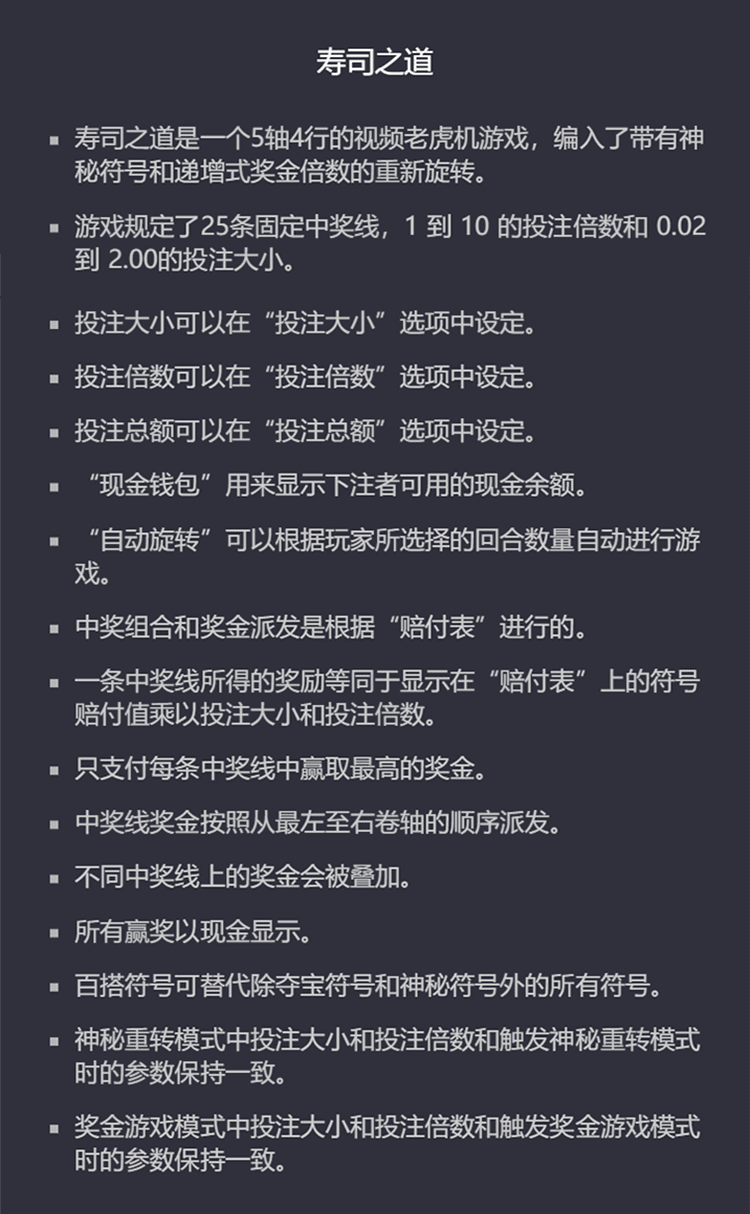 寿司之道
▪ 寿司之道是一个5轴4行的视频老虎机游戏，编入了带有神
秘符号和递增式奖金倍数的重新旋转。
▪ 游戏规定了25条固定中奖线，1 到 10 的投注倍数和 0.02
到 2.00的投注大小。
▪ 投注大小可以在“投注大小”选项中设定。
▪ 投注倍数可以在“投注倍数”选项中设定。
▪ 投注总额可以在“投注总额”选项中设定。
▪ “现金钱包”用来显示下注者可用的现金余额。
▪ “自动旋转”可以根据玩家所选择的回合数量自动进行游
戏。
▪ 中奖组合和奖金派发是根据“赔付表”进行的。
▪ 一条中奖线所得的奖励等同于显示在“赔付表”上的符号
赔付值乘以投注大小和投注倍数。
▪ 只支付每条中奖线中赢取最高的奖金。
▪ 中奖线奖金按照从最左至右卷轴的顺序派发。
▪ 不同中奖线上的奖金会被叠加。
▪ 所有赢奖以现金显示。
▪ 百搭符号可替代除夺宝符号和神秘符号外的所有符号。
▪ 神秘重转模式中投注大小和投注倍数和触发神秘重转模式
时的参数保持一致。
▪ 奖金游戏模式中投注大小和投注倍数和触发奖金游戏模式
时的参数保持一致。